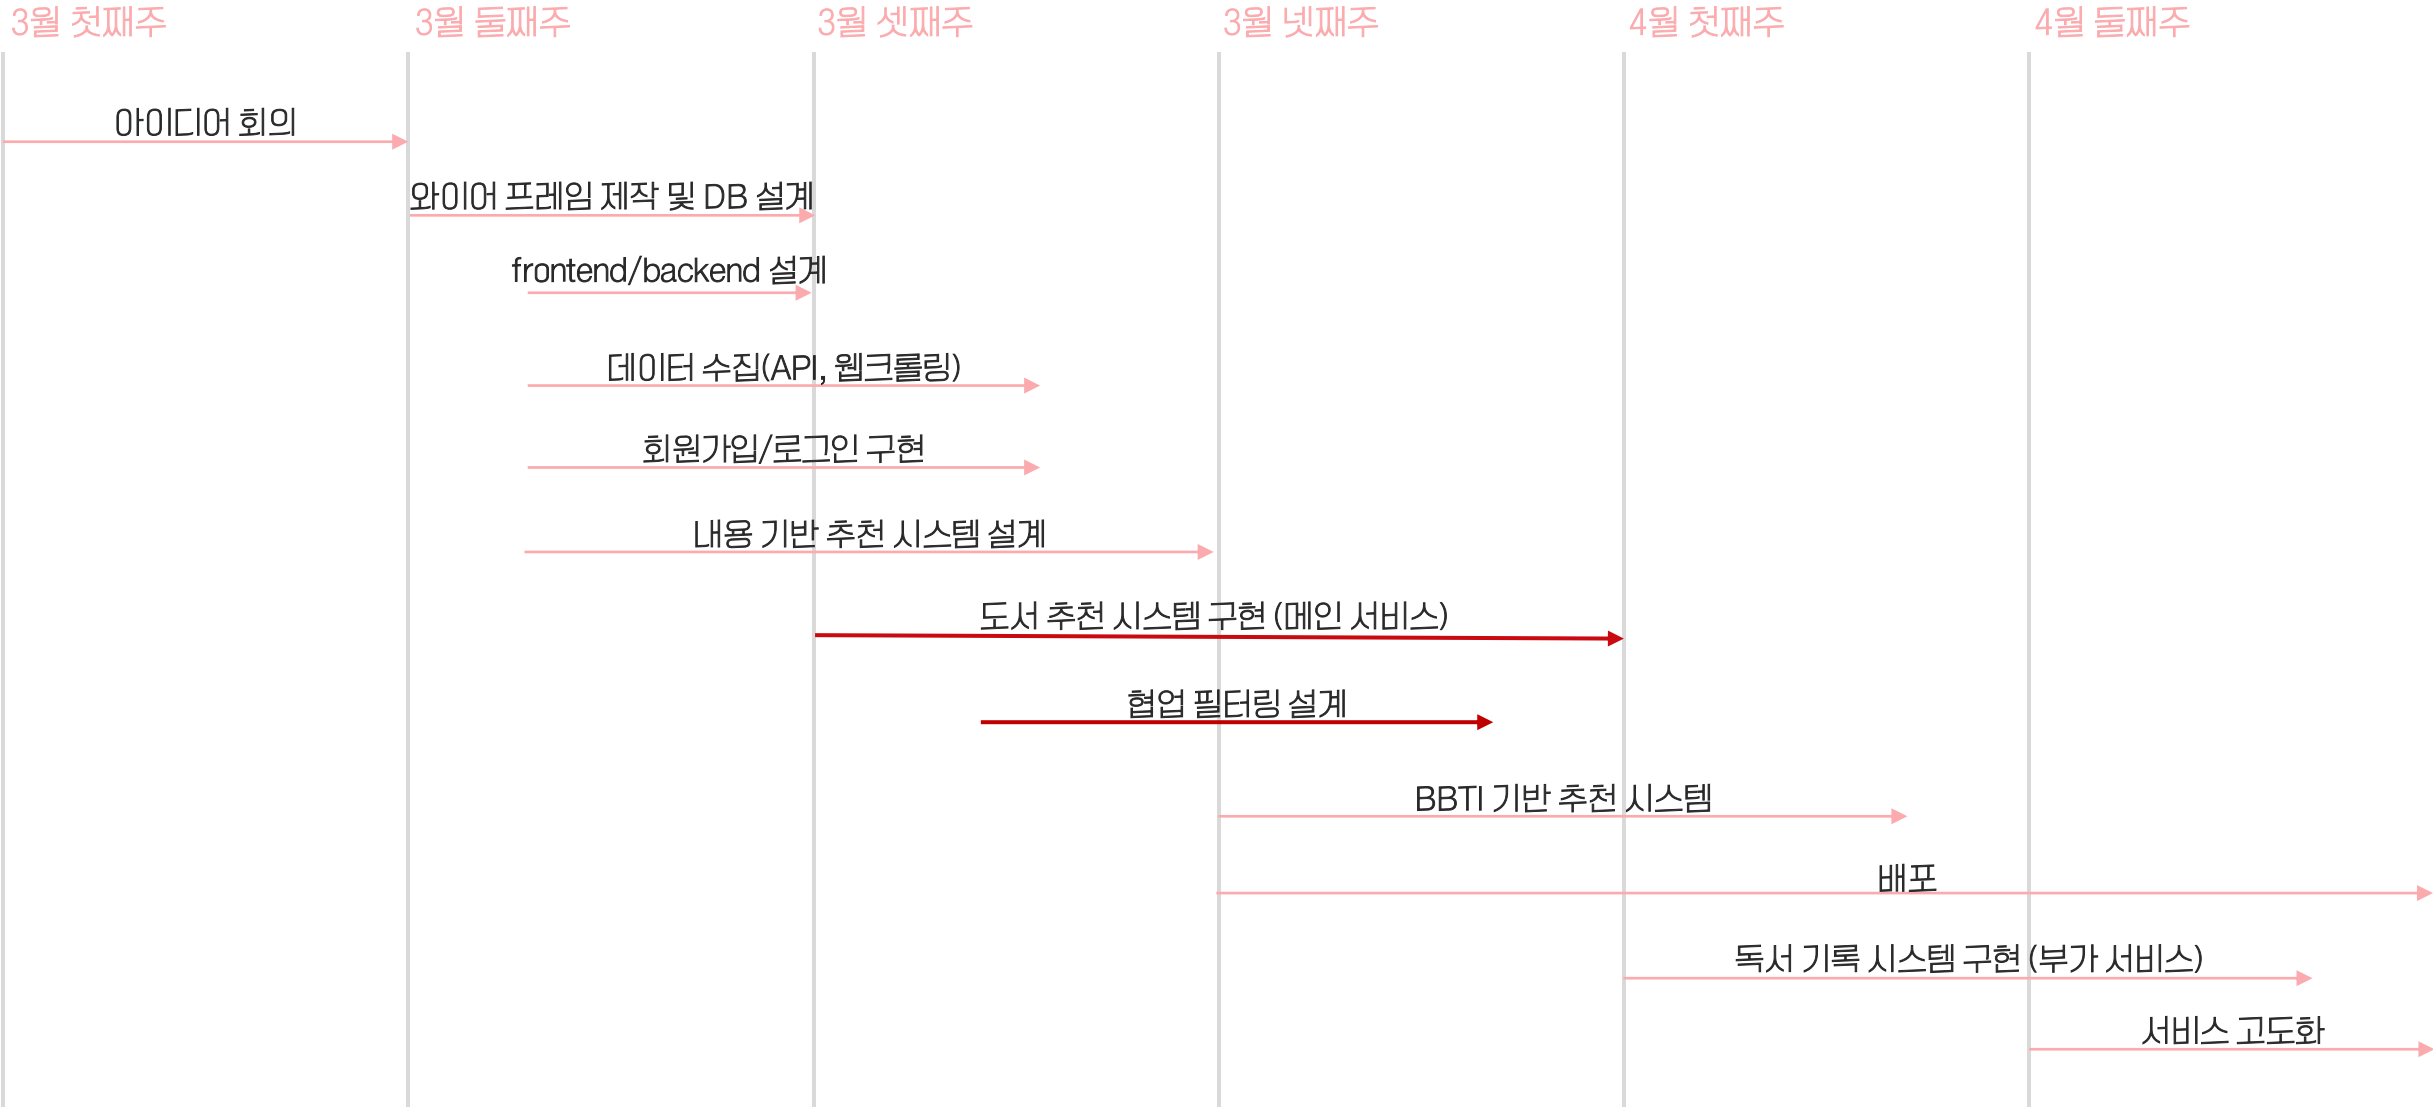 3월 첫째주
3월 둘째주
3월 셋째주
3월 넷째주
4월 첫째주
4월 둘째주
아이디어 회의
와이어 프레임 제작 및 DB 설계
frontend/backend 설계
데이터 수집(API, 웹크롤링)
회원가입/로그인 구현
내용 기반 추천 시스템 설계
도서 추천 시스템 구현 (메인 서비스)
협업 필터링 설계
BBTI 기반 추천 시스템
배포
독서 기록 시스템 구현 (부가 서비스)
서비스 고도화